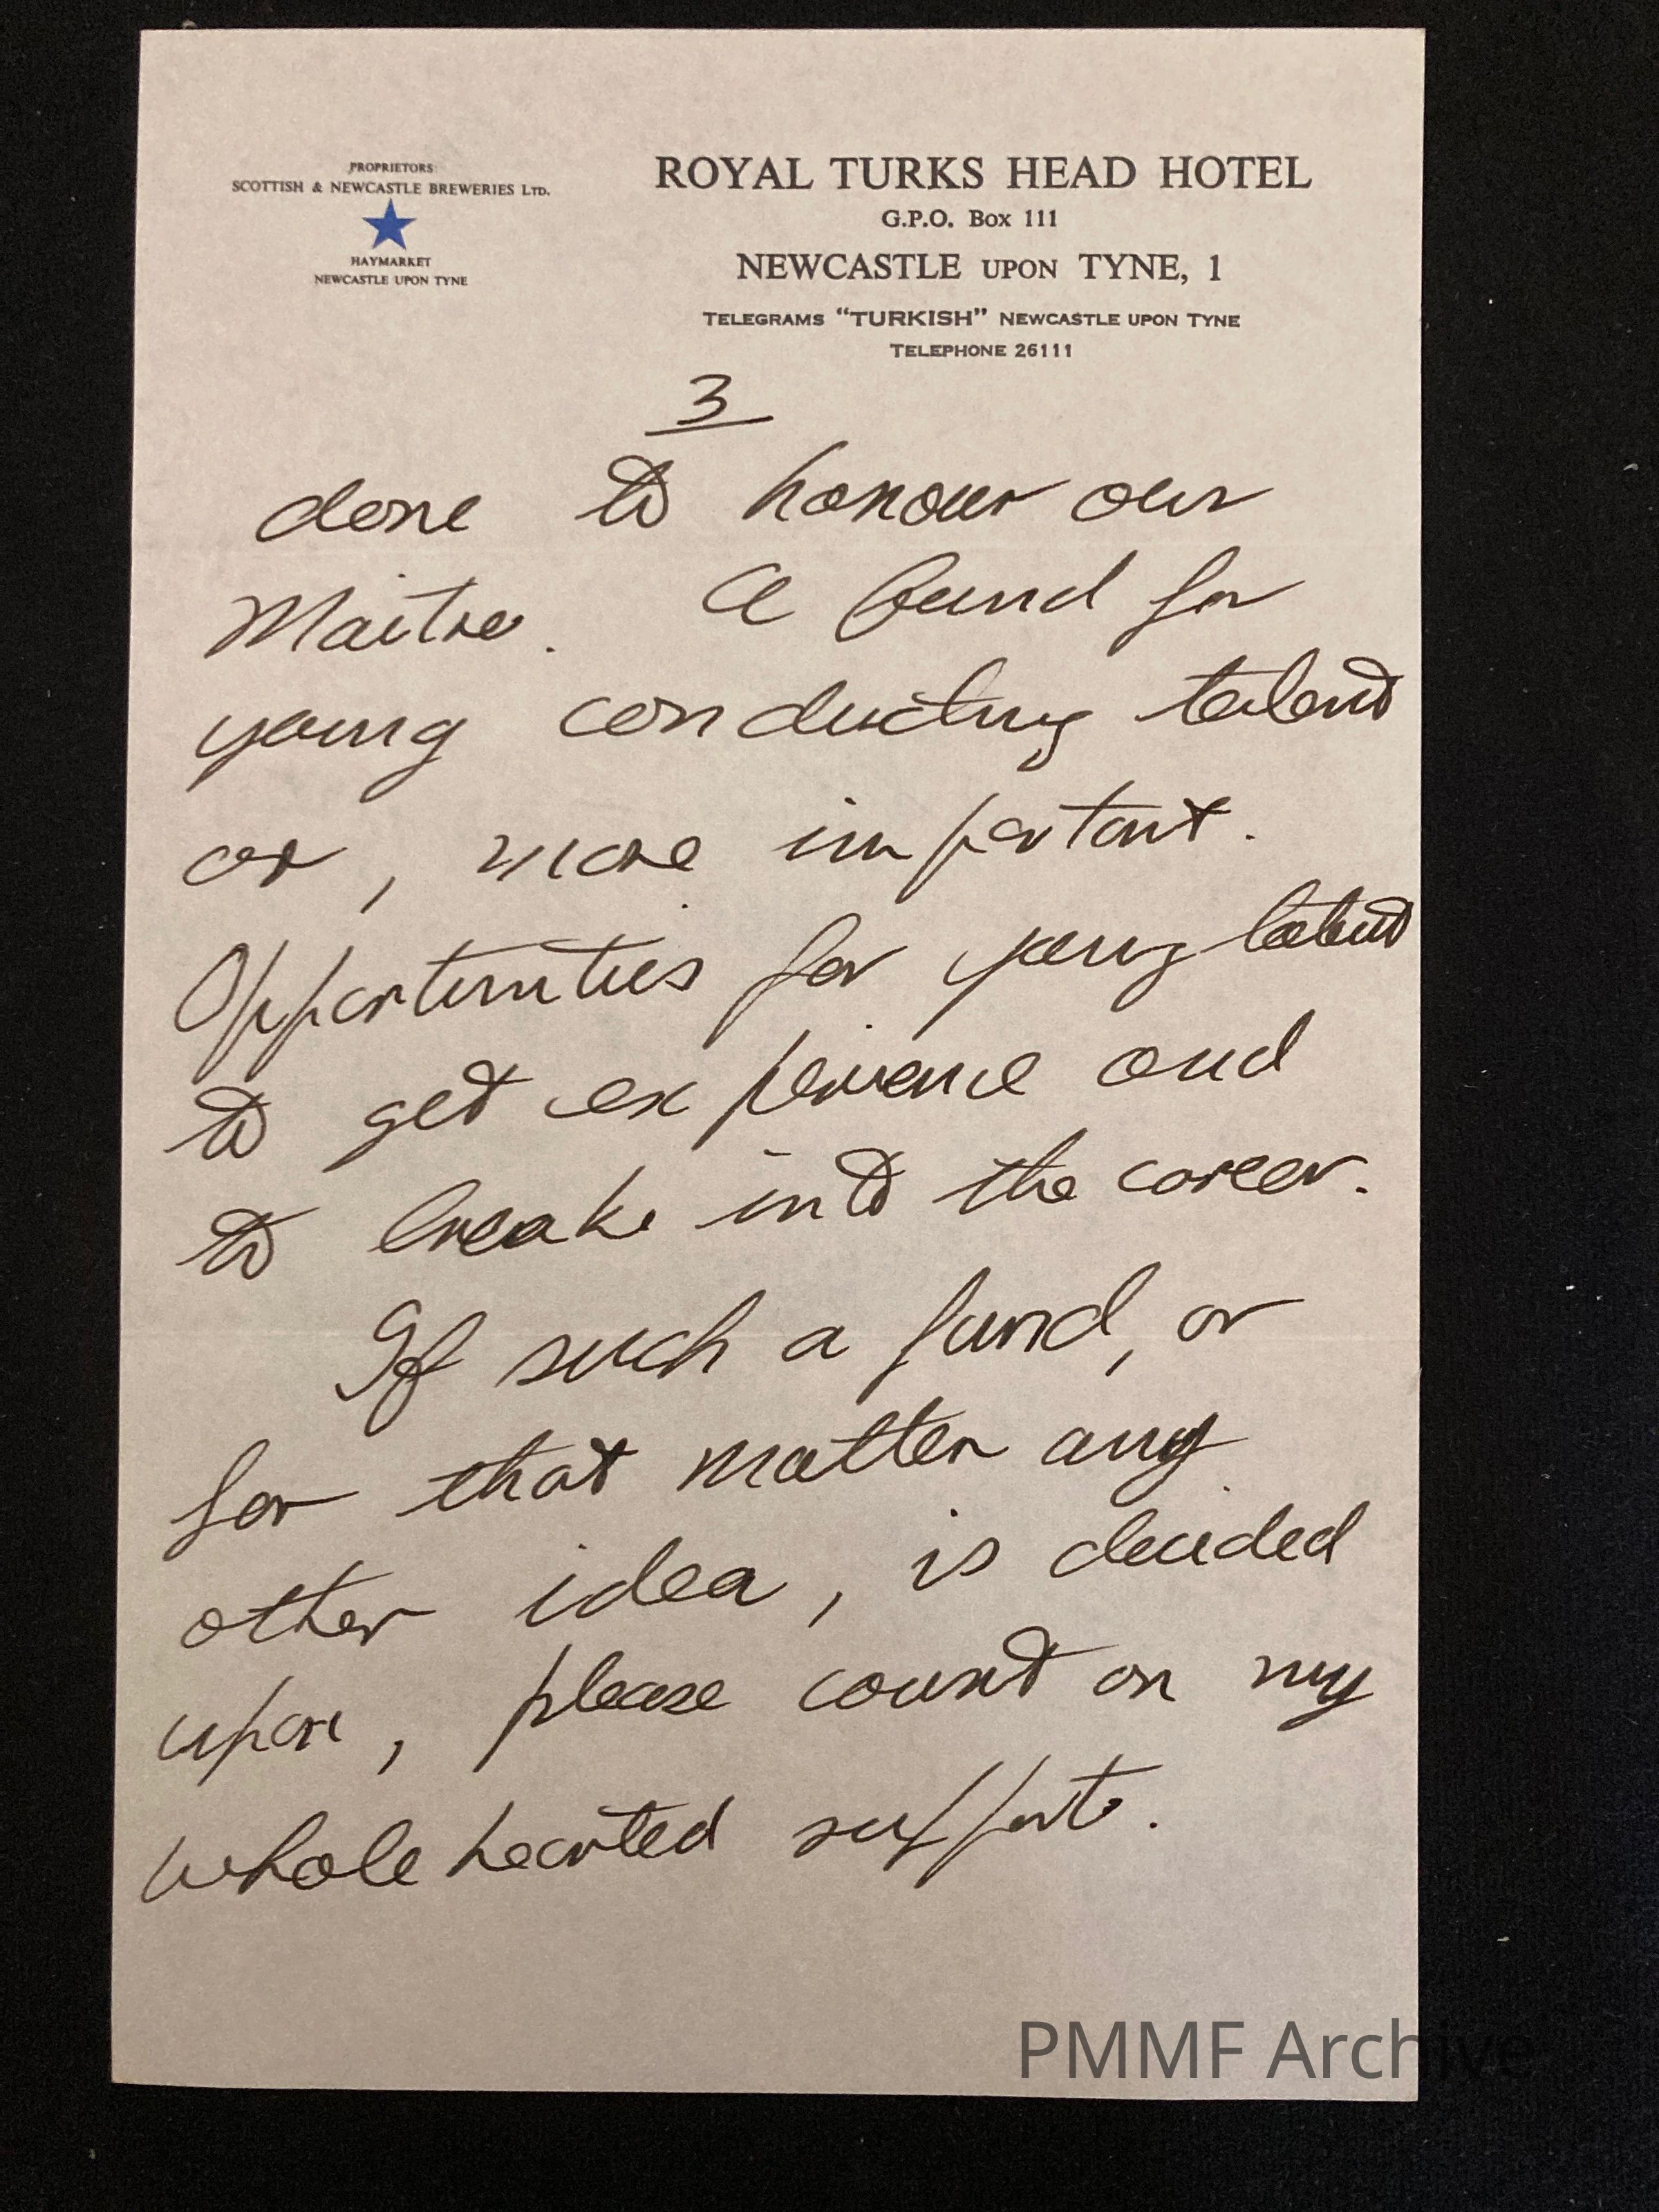 PROPRIETORS
SCOTTISH & NEWCASTLE BREWERIES LTD.
HAYMARKET
NEWCASTLE UPON TYNE
ROYAL TURKS HEAD HOTEL
G.P.O. Box 111
NEWCASTLE UPON TYNE, 1
TELEGRAMS "TURKISH" NEWCASTLE UPON TYNE
TELEPHONE 26111
3
done to honour our
Maitre. A fund for
young conducting talent
or, more important.
Opportunities for young talent
to get experience and
to break into the career.
If such a fund, or
for that matter any
other idea, is decided
upon, please count on my
whole hearted support.
PMMF Archive